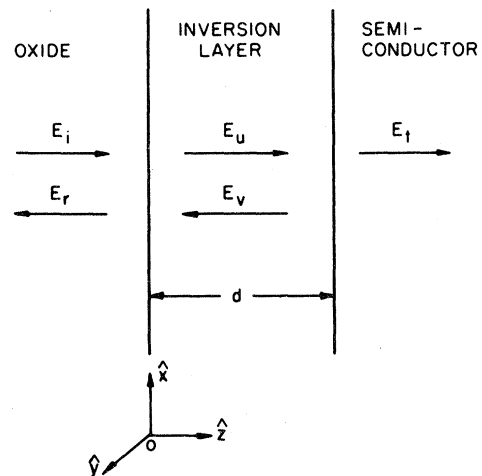 OXIDE
INVERSION
LAYER
SEMI-
CONDUCTOR
E_i
E_u
E_t
E_r
E_v
d
x̂
o
ẑ
ŷ